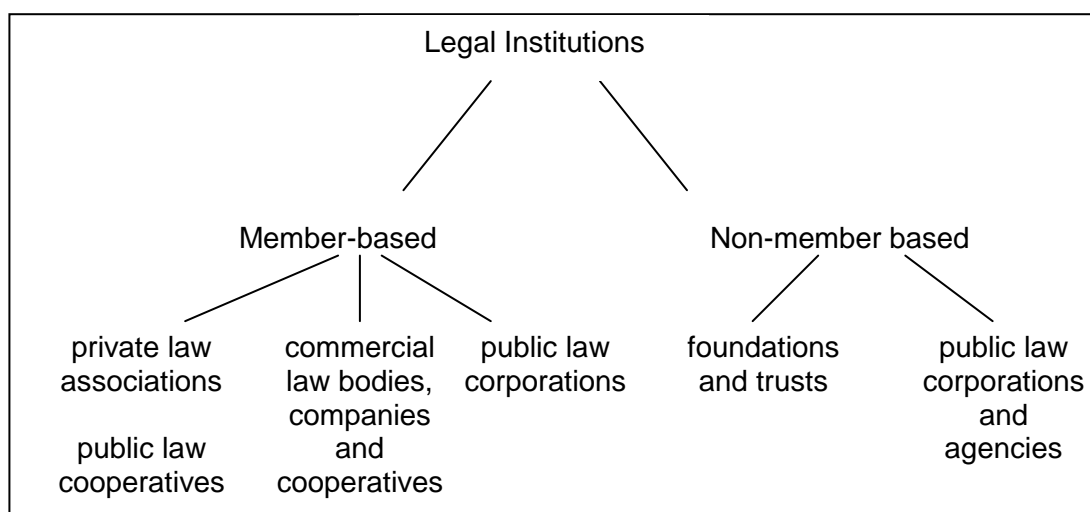 Legal Institutions
Member-based
Non-member based
private law
associations
public law
cooperatives
commercial
law bodies,
companies
and
cooperatives
public law
corporations
foundations
and trusts
public law
corporations
and
agencies